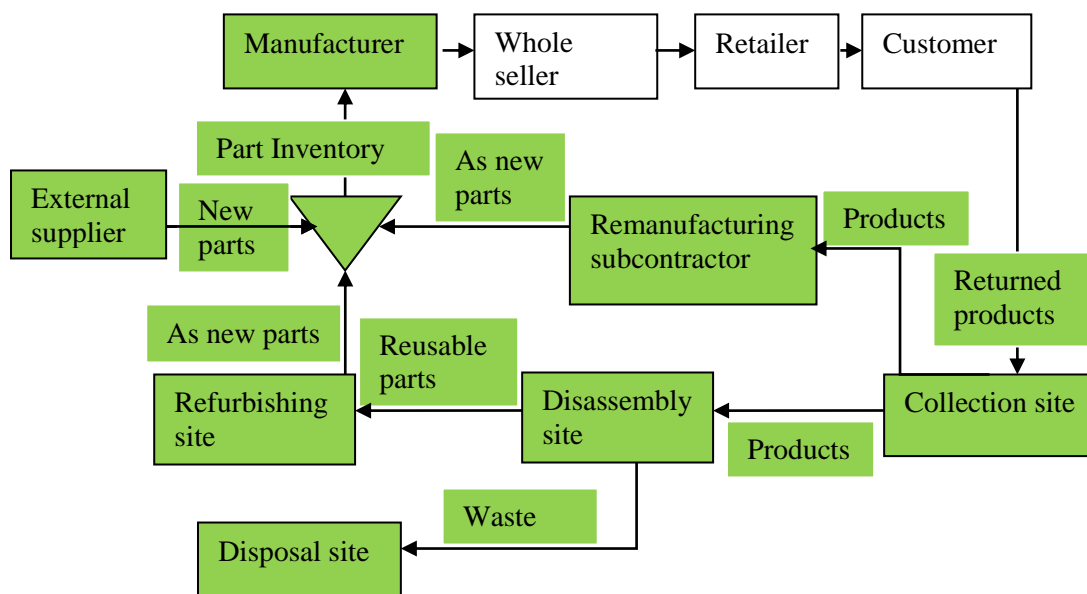 Manufacturer
Whole
seller
Retailer
Customer
Part Inventory
As new
parts
External
supplier
New
parts
Remanufacturing
subcontractor
Products
Returned
products
As new parts
Reusable
parts
Refurbishing
site
Disassembly
site
Collection site
Products
Waste
Disposal site